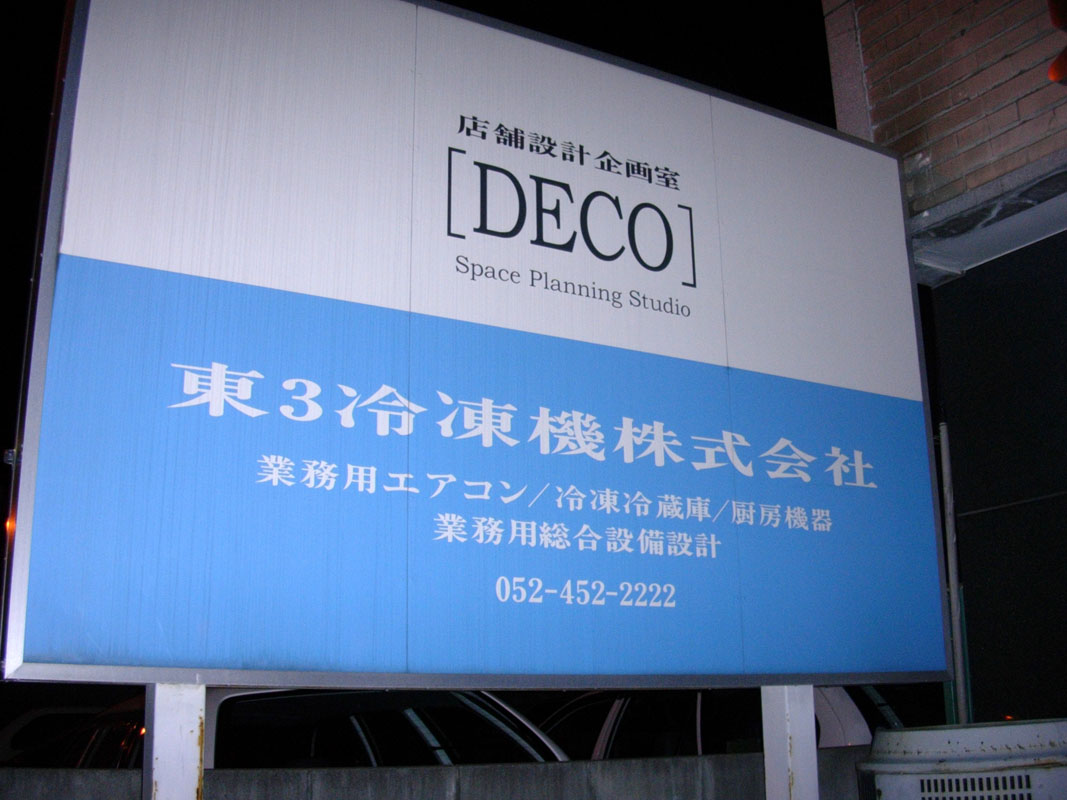 店舗設計企画室
[DECO]
Space Planning Studio
東3冷凍機株式会社
業務用エアコン/冷凍冷蔵庫/厨房機器
業務用総合設備設計
052-452-2222